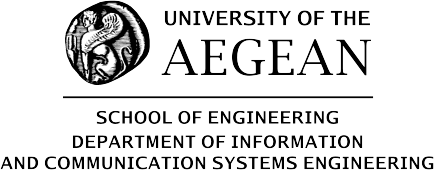 UNIVERSITY OF THE
AEGEAN
SCHOOL OF ENGINEERING
DEPARTMENT OF INFORMATION
AND COMMUNICATION SYSTEMS ENGINEERING